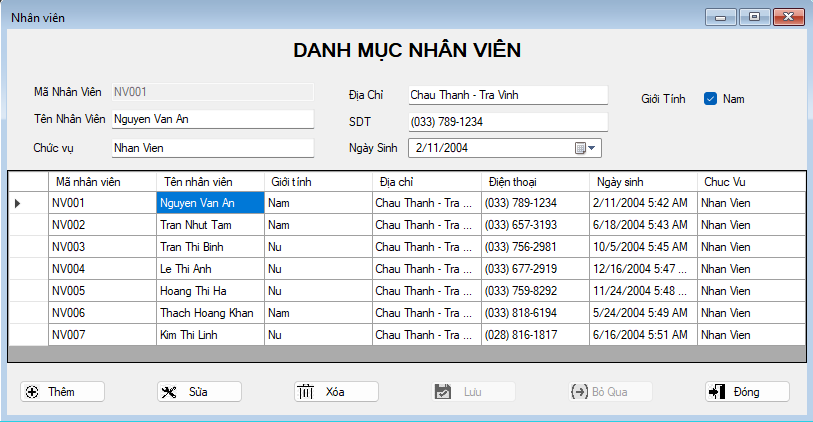 Nhân viên
DANH MỤC NHÂN VIÊN
Mã Nhân Viên NV001 Địa Chỉ Chau Thanh - Tra Vinh Giới Tính Nam
Tên Nhân Viên Nguyen Van An SDT (033) 789-1234
Chức vụ Nhan Vien Ngày Sinh 2/11/2004
Mã nhân viên Tên nhân viên Giới tính Địa chỉ Điện thoại Ngày sinh Chuc Vu
NV001 Nguyen Van An Nam Chau Thanh - Tra ... (033) 789-1234 2/11/2004 5:42 AM Nhan Vien
NV002 Tran Nhut Tam Nam Chau Thanh - Tra ... (033) 657-3193 6/18/2004 5:43 AM Nhan Vien
NV003 Tran Thi Binh Nu Chau Thanh - Tra ... (033) 756-2981 10/5/2004 5:45 AM Nhan Vien
NV004 Le Thi Anh Nu Chau Thanh - Tra ... (033) 677-2919 12/16/2004 5:47 ... Nhan Vien
NV005 Hoang Thi Ha Nu Chau Thanh - Tra ... (033) 759-8292 11/24/2004 5:48 ... Nhan Vien
NV006 Thach Hoang Khan Nam Chau Thanh - Tra ... (033) 818-6194 5/24/2004 5:49 AM Nhan Vien
NV007 Kim Thi Linh Nu Chau Thanh - Tra ... (028) 816-1817 6/16/2004 5:51 AM Nhan Vien
Thêm Sửa Xóa Lưu Bỏ Qua Đóng